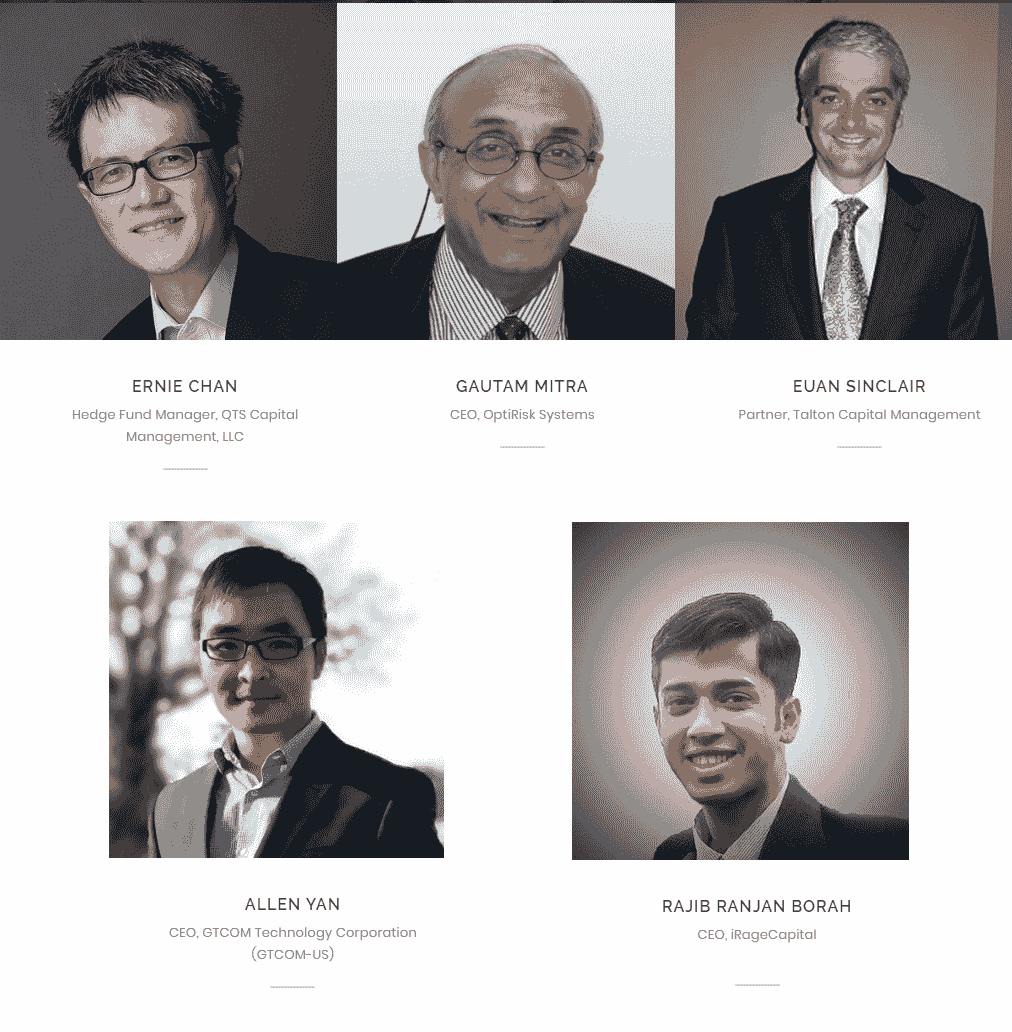 ERNIE CHAN
Hedge Fund Manager, QTS Capital
Management, LLC
GAUTAM MITRA
CEO, OptiRisk Systems
EUAN SINCLAIR
Partner, Talton Capital Management
ALLEN YAN
CEO, GTCOM Technology Corporation
(GTCOM-US)
RAJIB RANJAN BORAH
CEO, iRageCapital